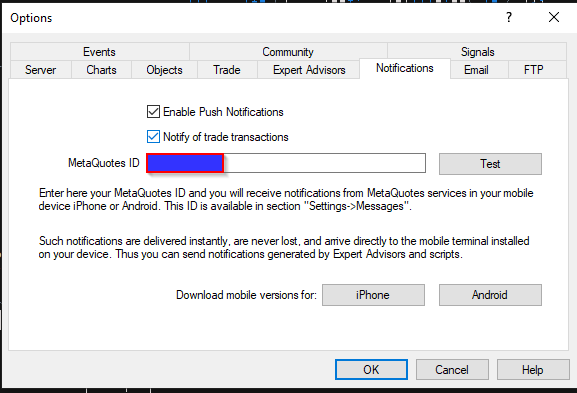 Options
?
Events Community Signals
Server Charts Objects Trade Expert Advisors Notifications Email FTP
Enable Push Notifications
Notify of trade transactions
MetaQuotes ID Test
Enter here your MetaQuotes ID and you will receive notifications from MetaQuotes services in your mobile
device iPhone or Android. This ID is available in section "Settings->Messages".
Such notifications are delivered instantly, are never lost, and arrive directly to the mobile terminal installed
on your device. Thus you can send notifications generated by Expert Advisors and scripts.
Download mobile versions for: iPhone Android
OK Cancel Help